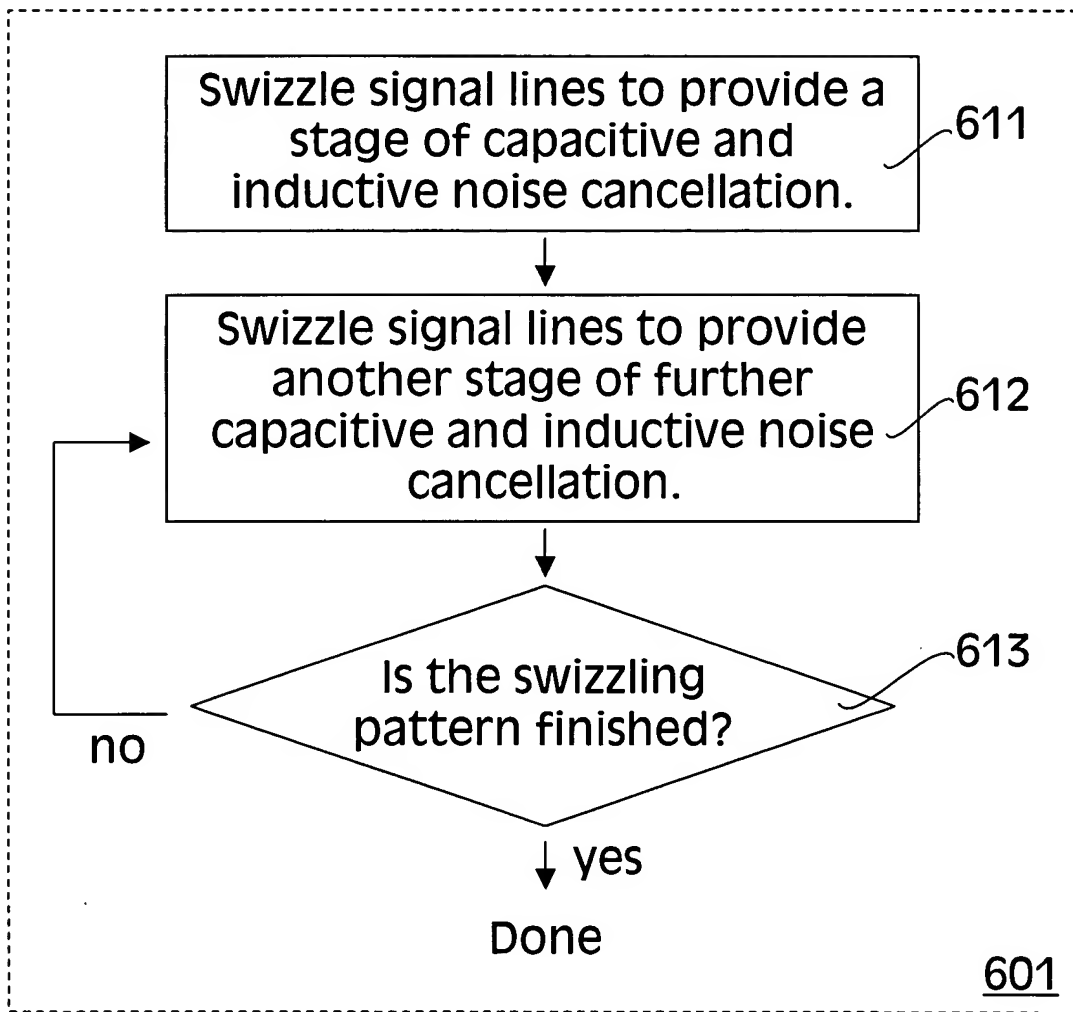 Swizzle signal lines to provide a
stage of capacitive and
inductive noise cancellation.
611
Swizzle signal lines to provide
another stage of further
capacitive and inductive noise
cancellation.
612
Is the swizzling
pattern finished?
613
no
yes
Done
601